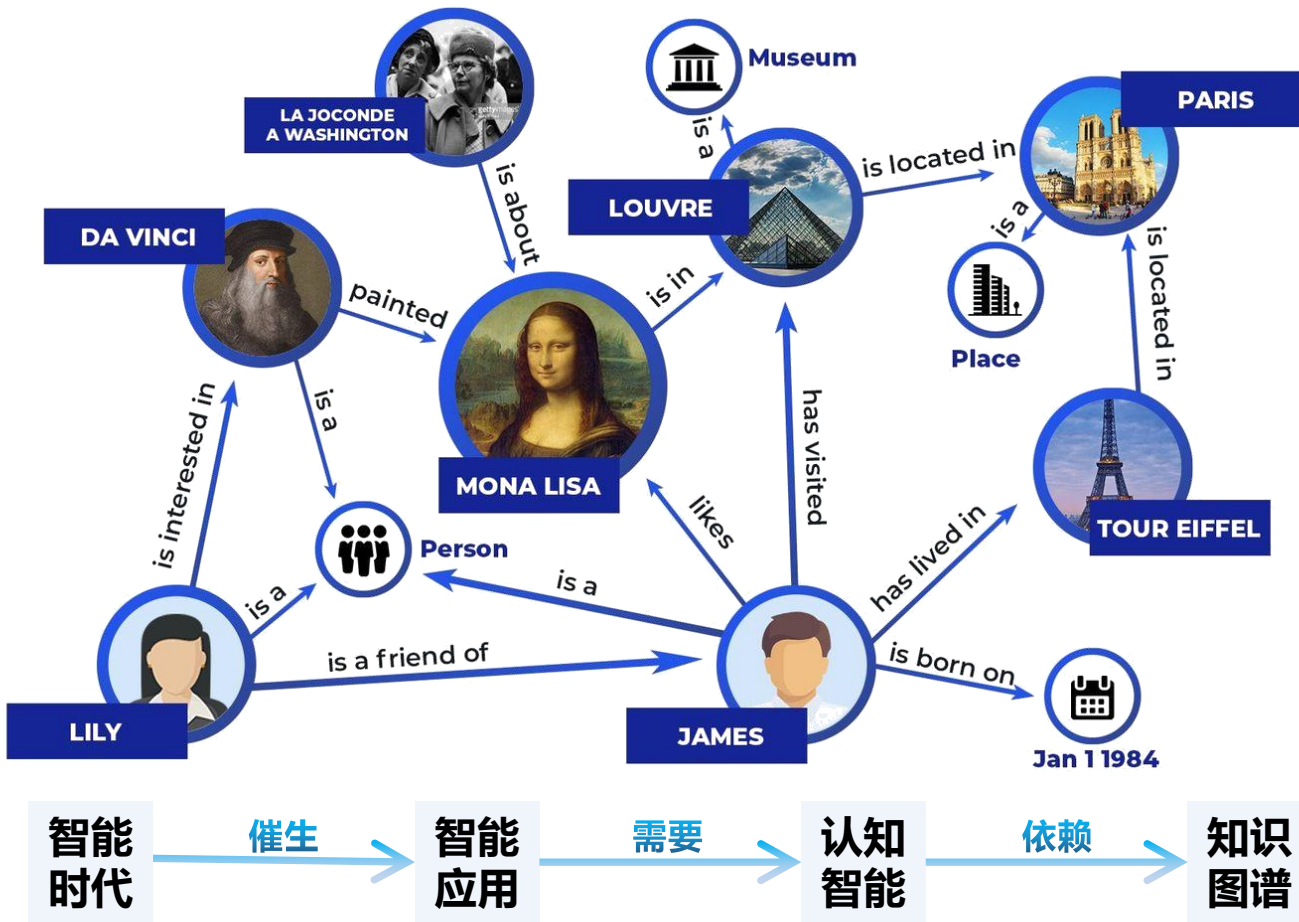 Museum
PARIS
LA JOCONDE
A WASHINGTON
gettyimages
is a
is located in
is about
LOUVRE
DA VINCI
is a
is located in
painted
is in
Place
is interested in
is a
has visited
MONA LISA
likes
TOUR EIFFEL
Person
has lived in
is a
is a
is a friend of
is born on
LILY
JAMES
Jan 1 1984
智能
时代
催生
智能
应用
需要
认知
智能
依赖
知识
图谱